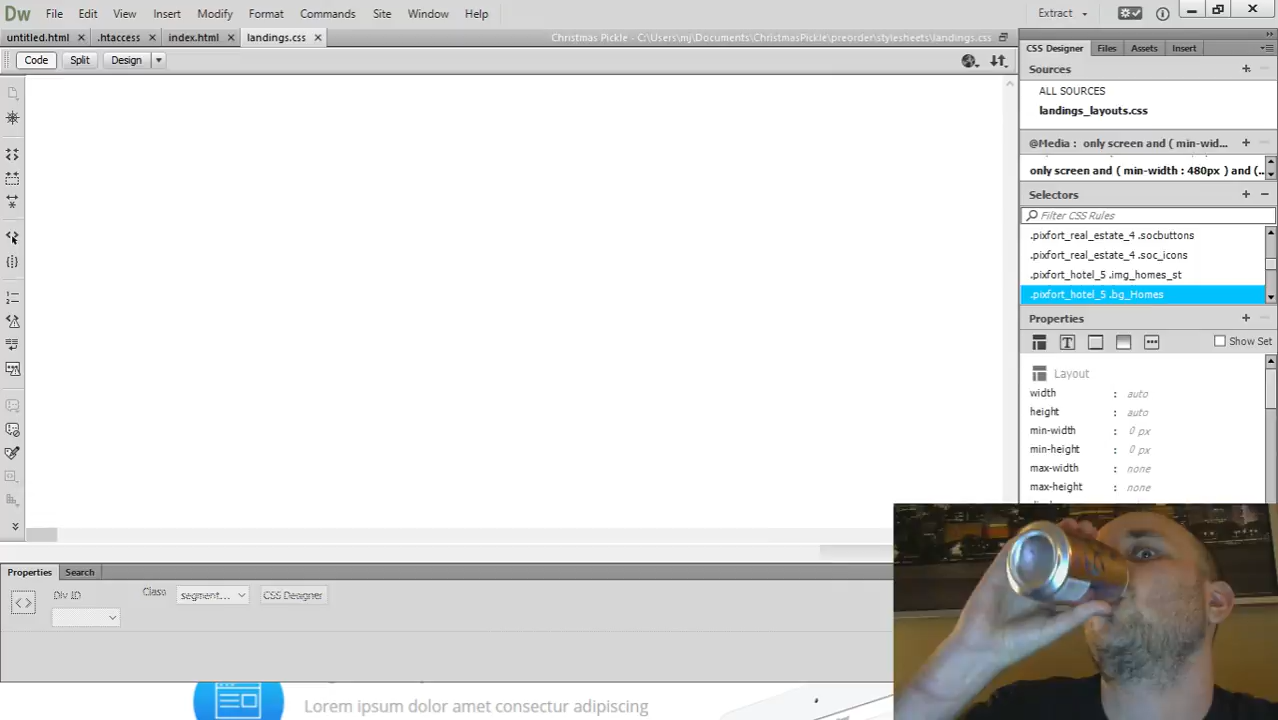 Dw File Edit View Insert Modify Format Commands Site Window Help Extract
untitled.html × .htaccess × index.html × landings.css × Christmas Pickle - C:\Users\mj\Documents\ChristmasPickle\preorder\stylesheets\landings.css
Code Split Design
CSS Designer Files Assets Insert
Sources +
ALL SOURCES
landings_layouts.css
@Media : only screen and ( min-wid... +
only screen and ( min-width : 480px ) and (..
Selectors + −
Filter CSS Rules
.pixfort_real_estate_4 .socbuttons
.pixfort_real_estate_4 .soc_icons
.pixfort_hotel_5 .img_homes_st
.pixfort_hotel_5 .bg_Homes
Properties +
Show Set
Layout
width : auto
height : auto
min-width : 0 px
min-height : 0 px
max-width : none
max-height : none
Properties Search
Div ID Class segment... CSS Designer
Lorem ipsum dolor amet consectur adipiscing